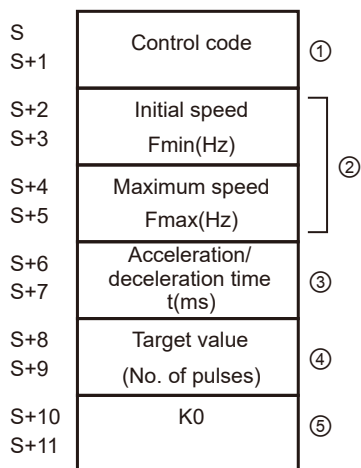 S
S+1
Control code
①
S+2
S+3
Initial speed
Fmin(Hz)
②
S+4
S+5
Maximum speed
Fmax(Hz)
S+6
S+7
Acceleration/
deceleration time
t(ms)
③
S+8
S+9
Target value
(No. of pulses)
④
S+10
S+11
K0
⑤